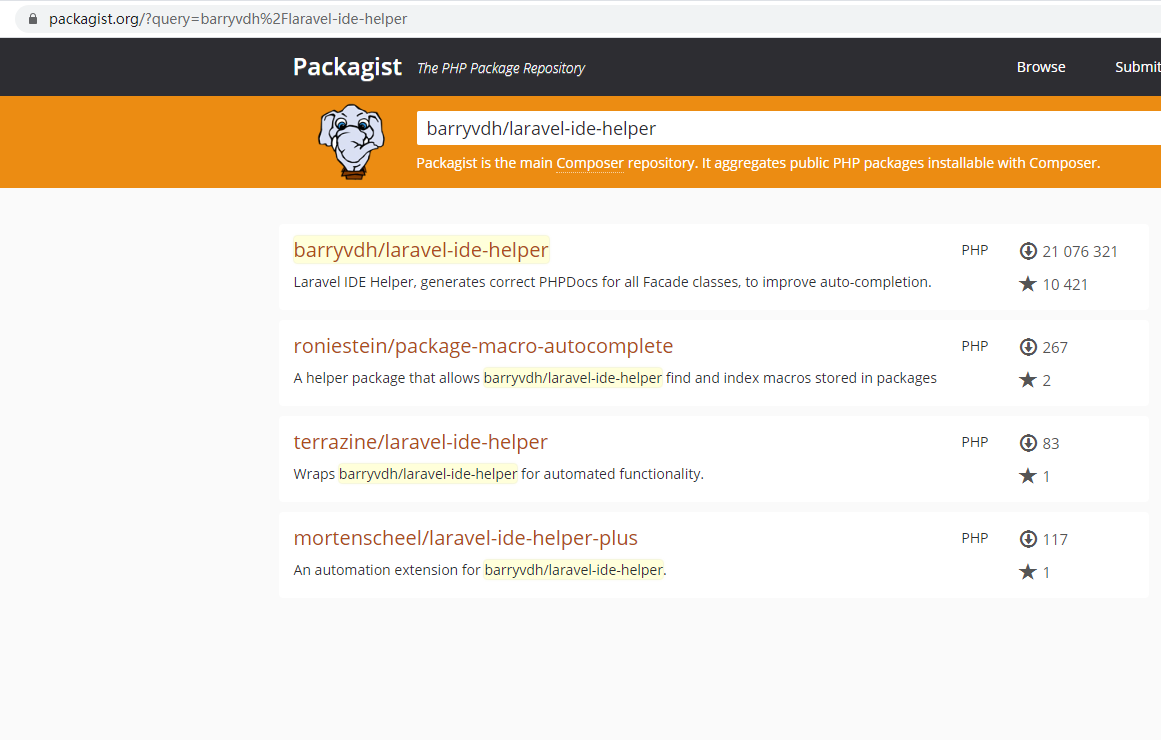 packagist.org/?query=barryvdh%2Flaravel-ide-helper
Packagist The PHP Package Repository Browse Submit
barryvdh/laravel-ide-helper
Packagist is the main Composer repository. It aggregates public PHP packages installable with Composer.
barryvdh/laravel-ide-helper PHP 21 076 321
Laravel IDE Helper, generates correct PHPDocs for all Facade classes, to improve auto-completion. 10 421
roniestein/package-macro-autocomplete PHP 267
A helper package that allows barryvdh/laravel-ide-helper find and index macros stored in packages 2
terrazine/laravel-ide-helper PHP 83
Wraps barryvdh/laravel-ide-helper for automated functionality. 1
mortenscheel/laravel-ide-helper-plus PHP 117
An automation extension for barryvdh/laravel-ide-helper. 1